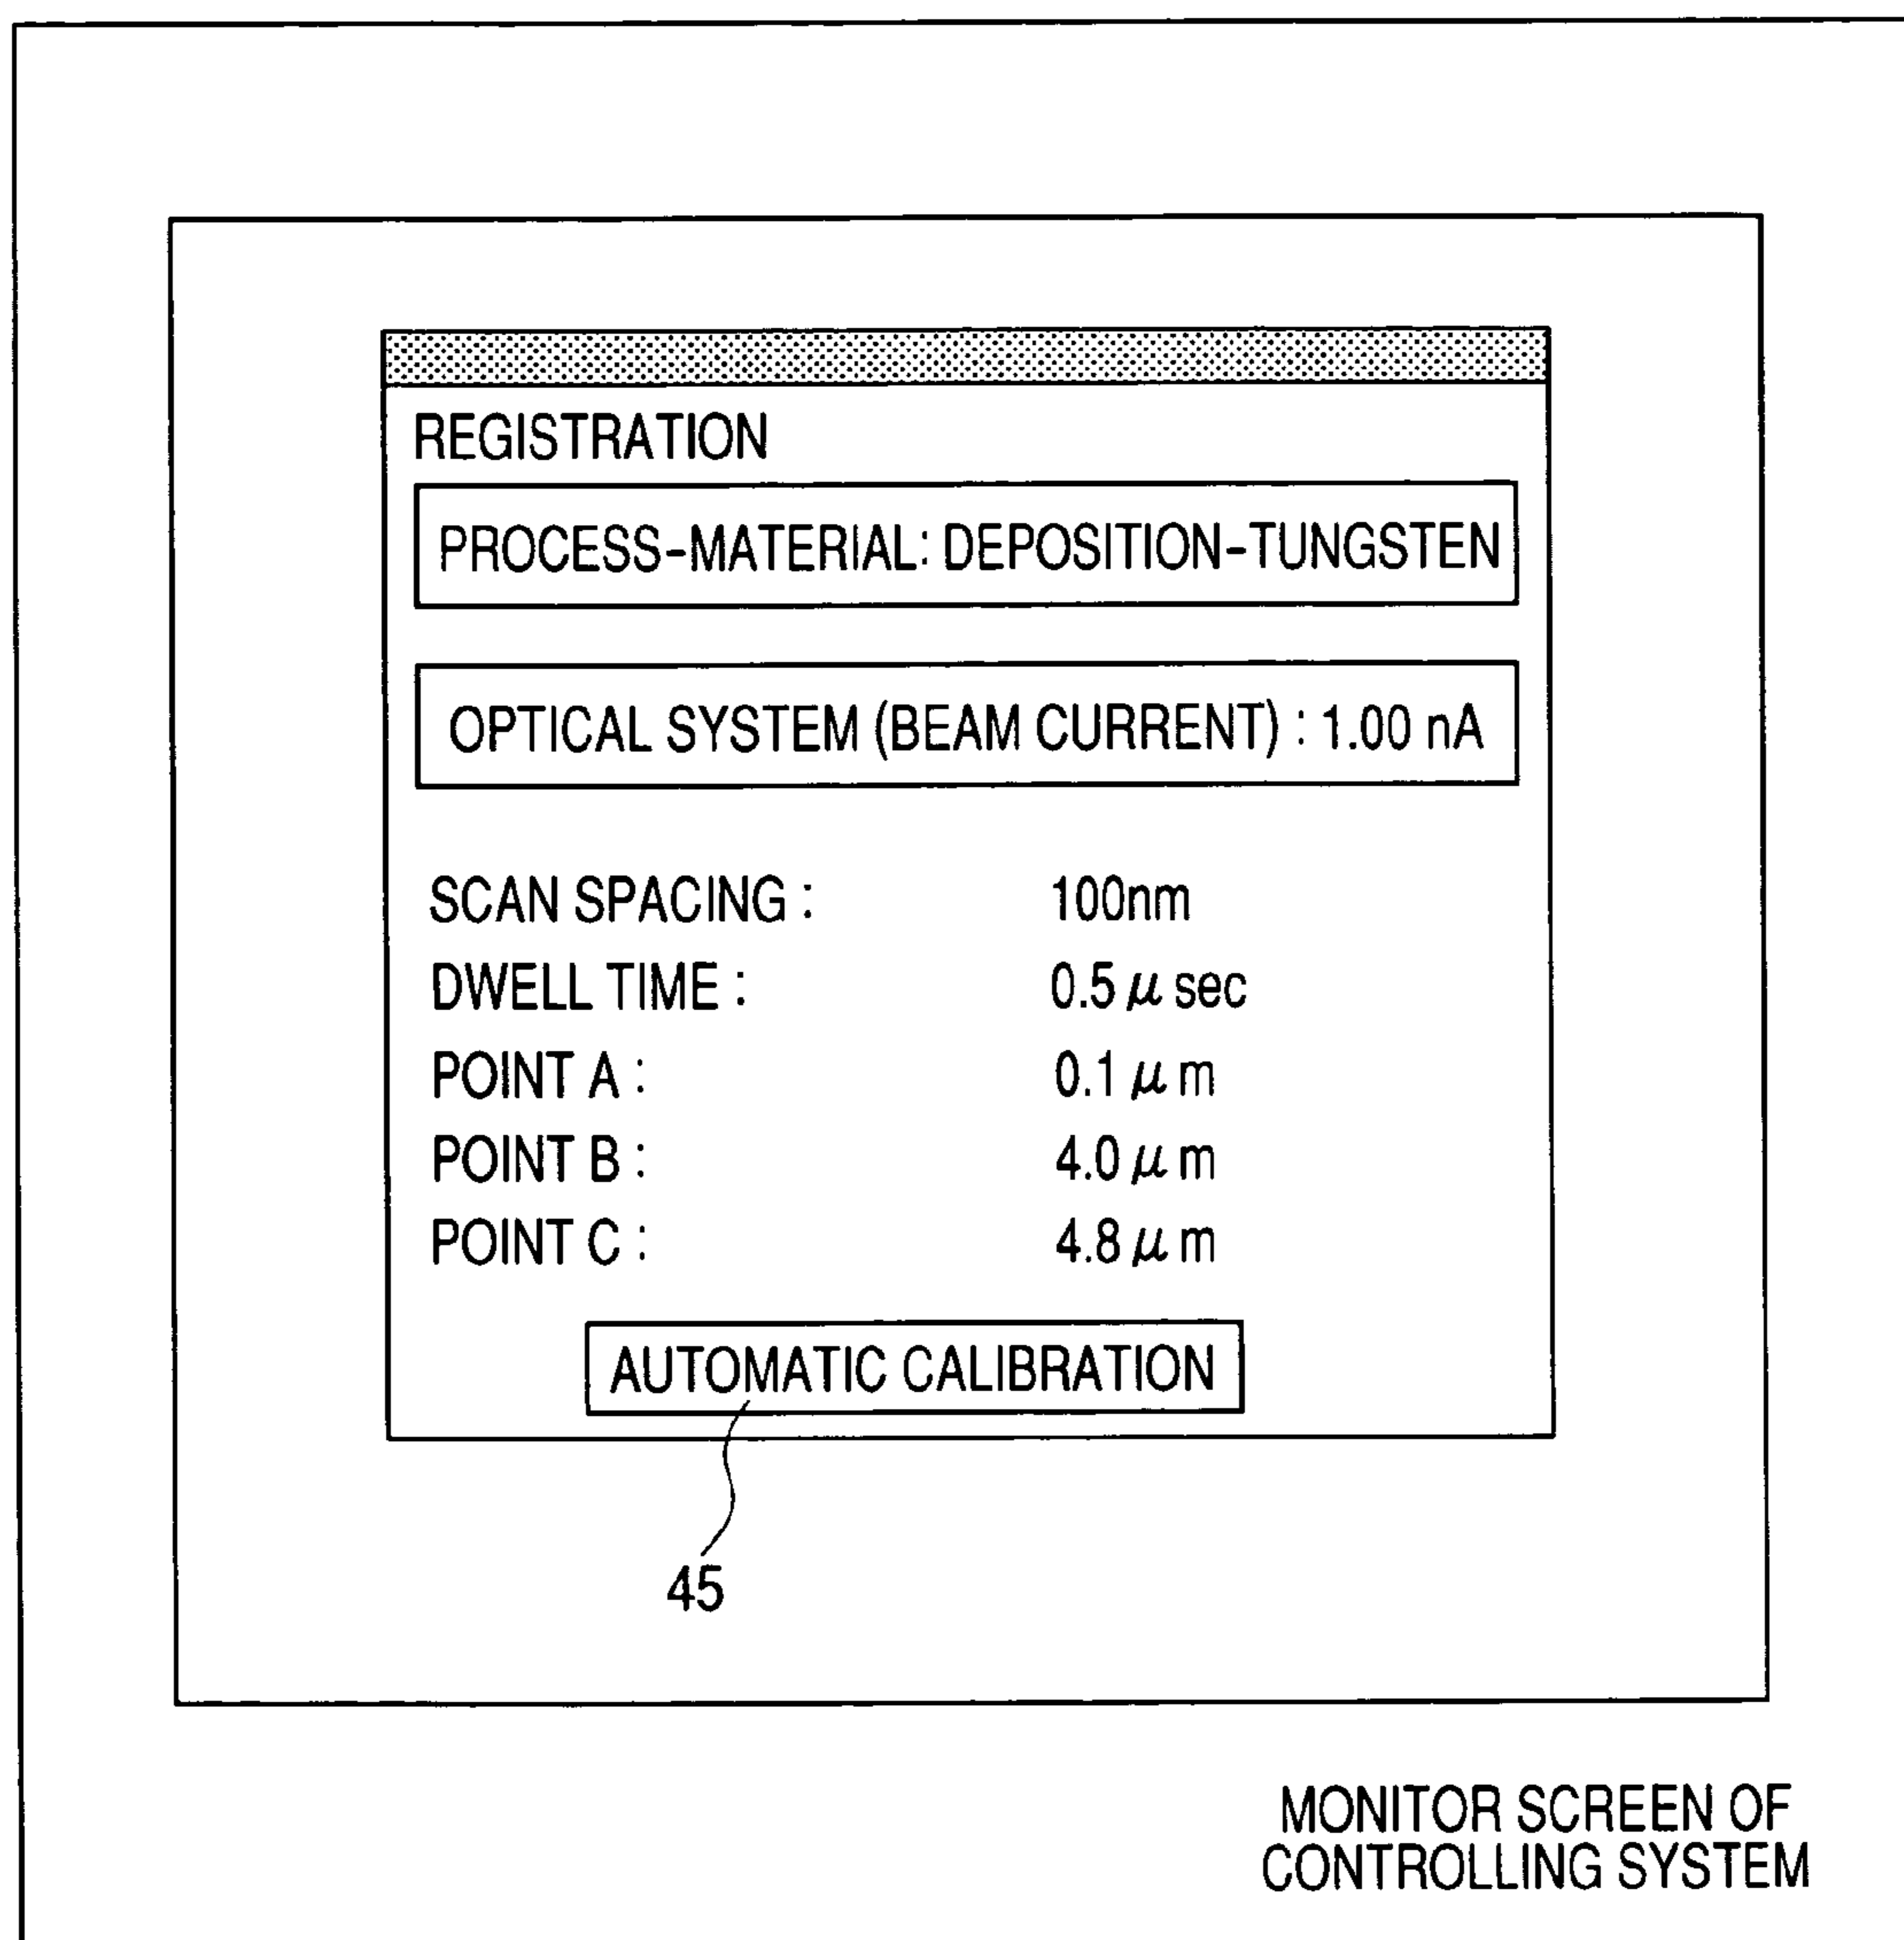 REGISTRATION
PROCESS-MATERIAL: DEPOSITION-TUNGSTEN
OPTICAL SYSTEM (BEAM CURRENT) : 1.00 nA
SCAN SPACING : 100nm
DWELL TIME : 0.5 μ sec
POINT A : 0.1 μ m
POINT B : 4.0 μ m
POINT C : 4.8 μ m
AUTOMATIC CALIBRATION
45
MONITOR SCREEN OF
CONTROLLING SYSTEM